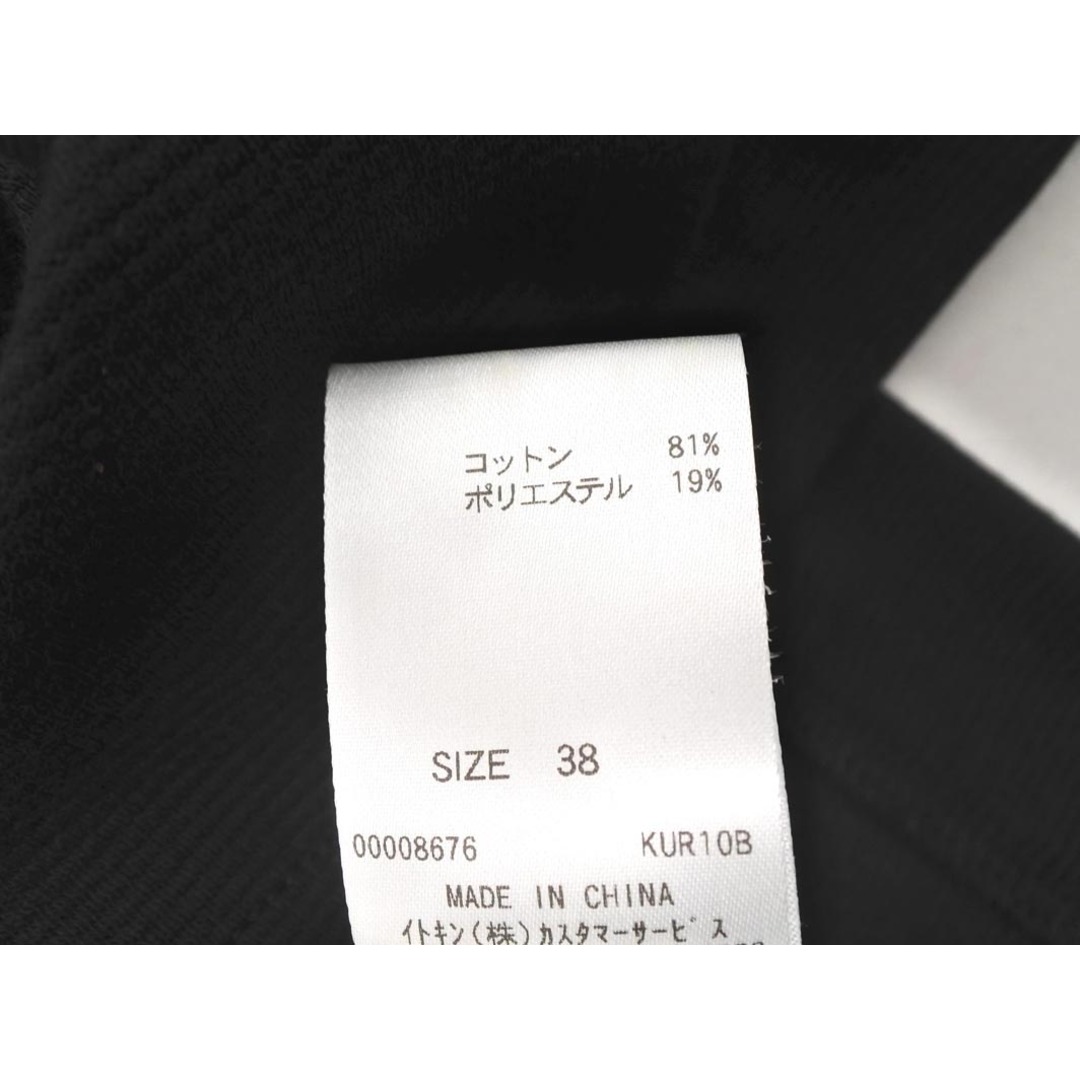 コットン 81%
ポリエステル 19%
SIZE 38
00008676 KUR10B
MADE IN CHINA
イトキン(株)カスタマーサービス